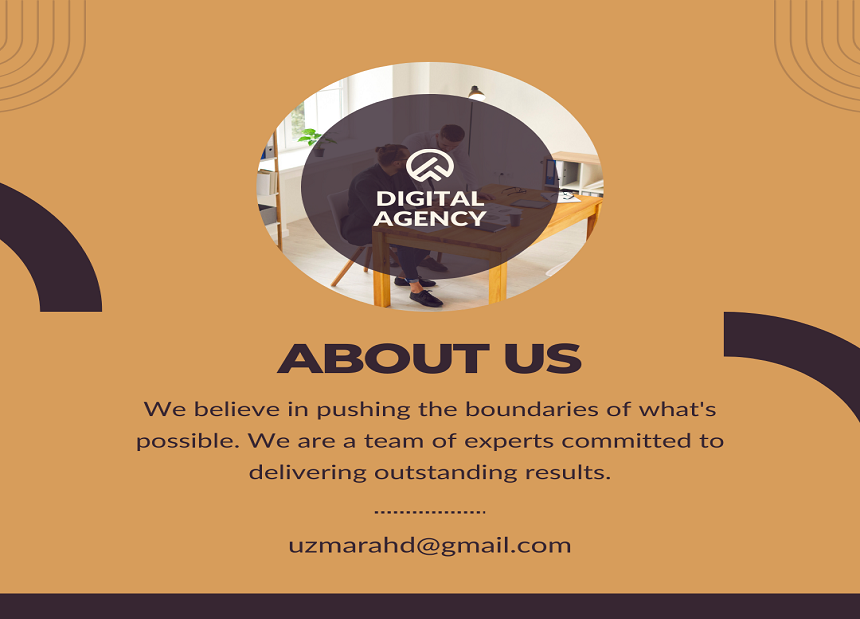 DIGITAL
AGENCY
ABOUT US
We believe in pushing the boundaries of what's
possible. We are a team of experts committed to
delivering outstanding results.
uzmarahd@gmail.com